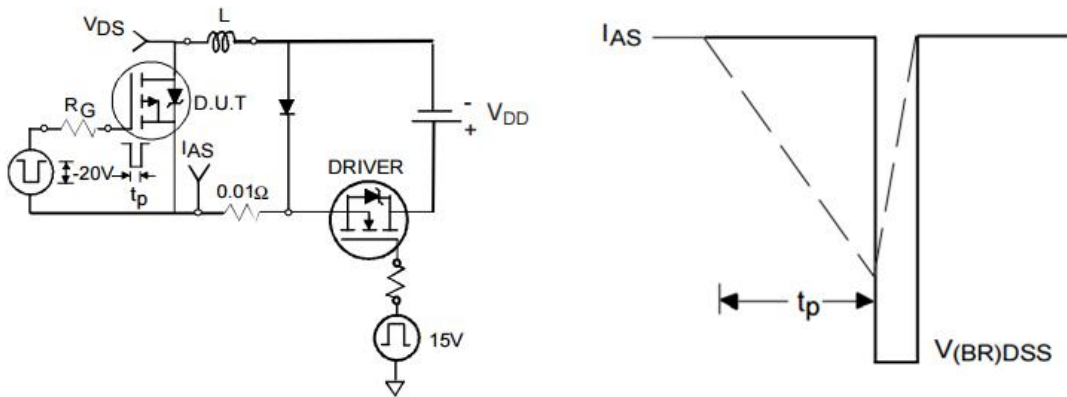 L
VDS
RG
D.U.T
-
+
VDD
IAS
-20V
tp
0.01Ω
DRIVER
15V
IAS
tp
V(BR)DSS